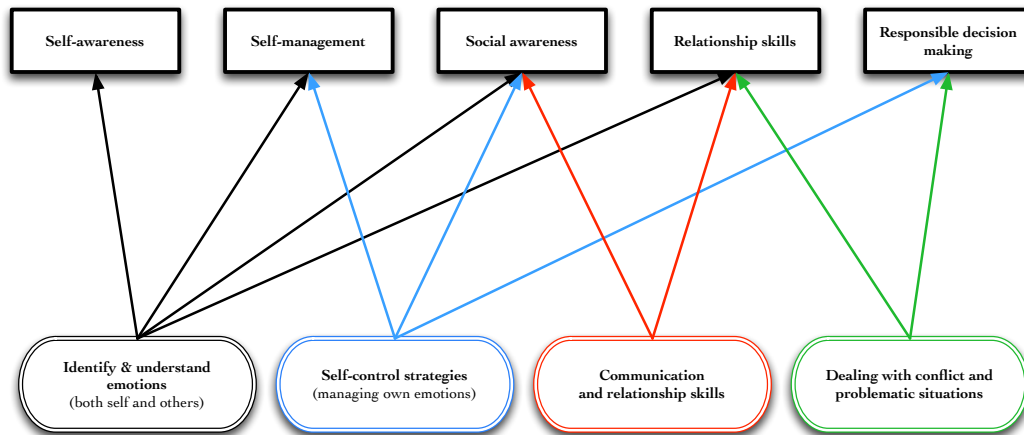 Self-awareness
Self-management
Social awareness
Relationship skills
Responsible decision
making
Identify & understand
emotions
(both self and others)
Self-control strategies
(managing own emotions)
Communication
and relationship skills
Dealing with conflict and
problematic situations